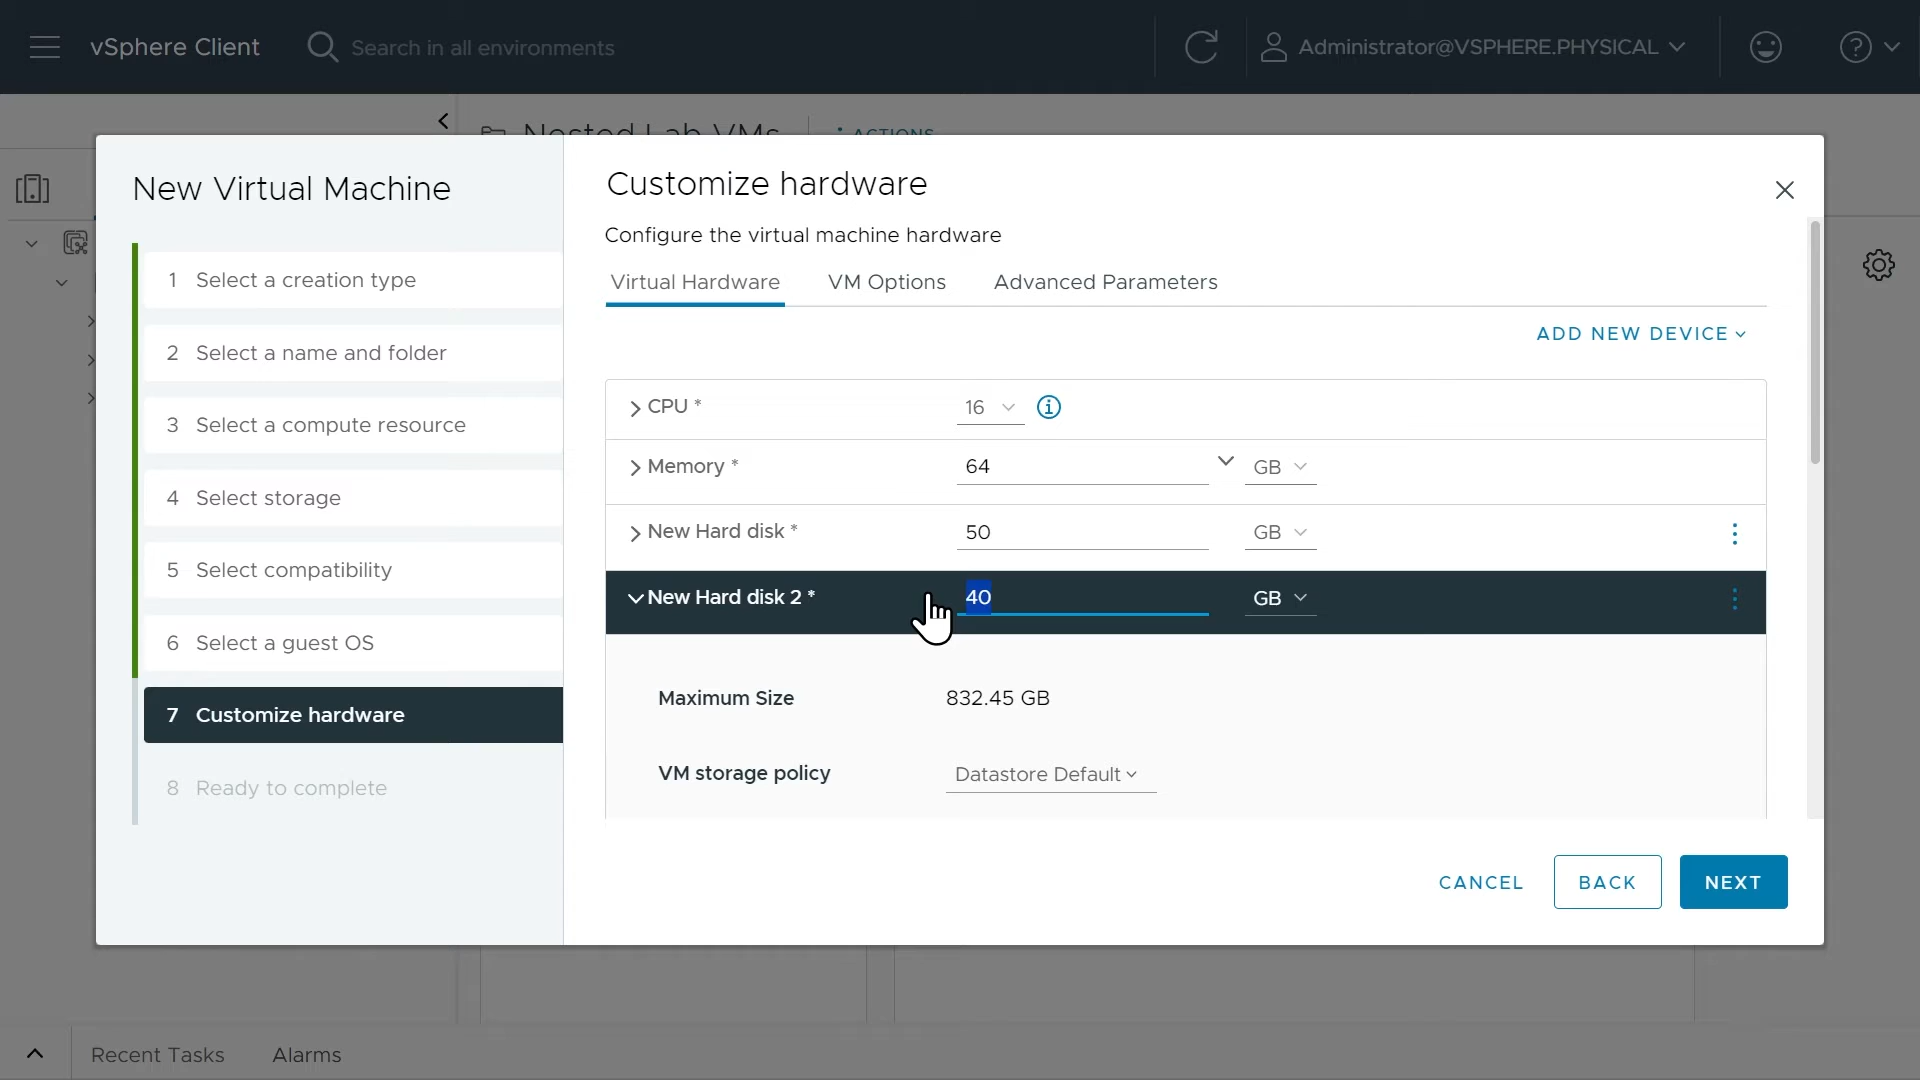 vSphere Client
Search in all environments
Administrator@VSPHERE.PHYSICAL
Nested Lab VMs
ACTIONS
New Virtual Machine
1 Select a creation type
2 Select a name and folder
3 Select a compute resource
4 Select storage
5 Select compatibility
6 Select a guest OS
7 Customize hardware
8 Ready to complete
Customize hardware
Configure the virtual machine hardware
Virtual Hardware
VM Options
Advanced Parameters
ADD NEW DEVICE
CPU * 16
Memory * 64 GB
New Hard disk * 50 GB
New Hard disk 2 * 40 GB
Maximum Size 832.45 GB
VM storage policy Datastore Default
CANCEL
BACK
NEXT
Recent Tasks
Alarms